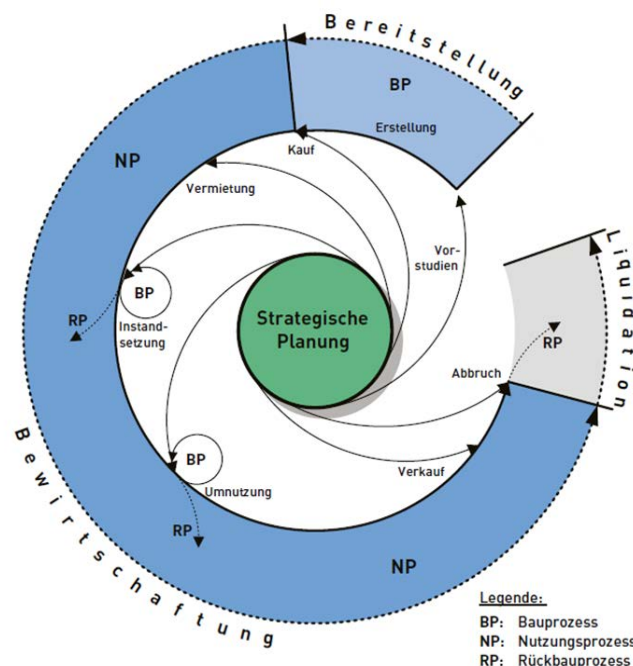 Bereitstellung
BP
Erstellung
Kauf
NP
Vermietung
Vor-
studien
Liquidation
BP
Instand-
setzung
RP
Strategische
Planung
RP
Abbruch
BP
Umnutzung
Verkauf
RP
Bewirtschaftung
NP
Legende:
BP: Bauprozess
NP: Nutzungsprozess
RP: Rückbauprozess